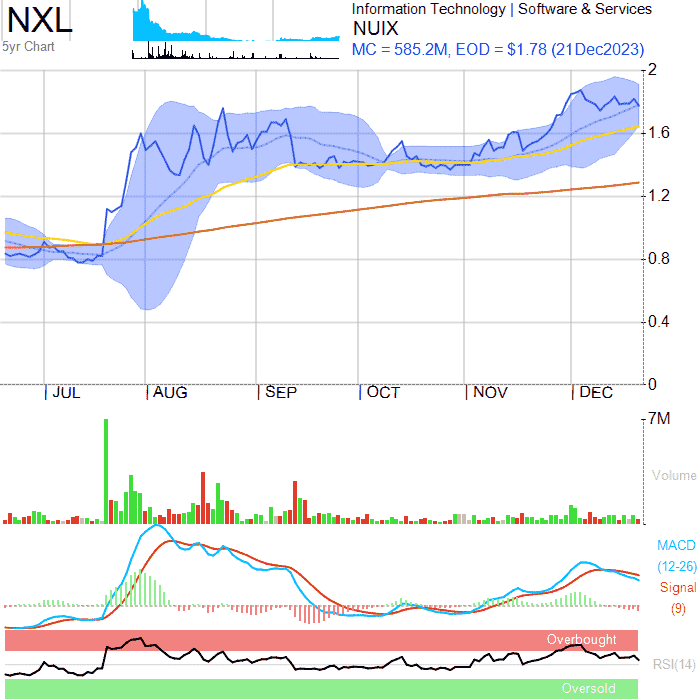 NXL
5yr Chart
Information Technology | Software & Services
NUIX
MC = 585.2M, EOD = $1.78 (21Dec2023)
2
1.6
1.2
0.8
0.4
0
JUL AUG SEP OCT NOV DEC
7M
Volume
MACD
(12-26)
Signal
(9)
Overbought
RSI(14)
Oversold